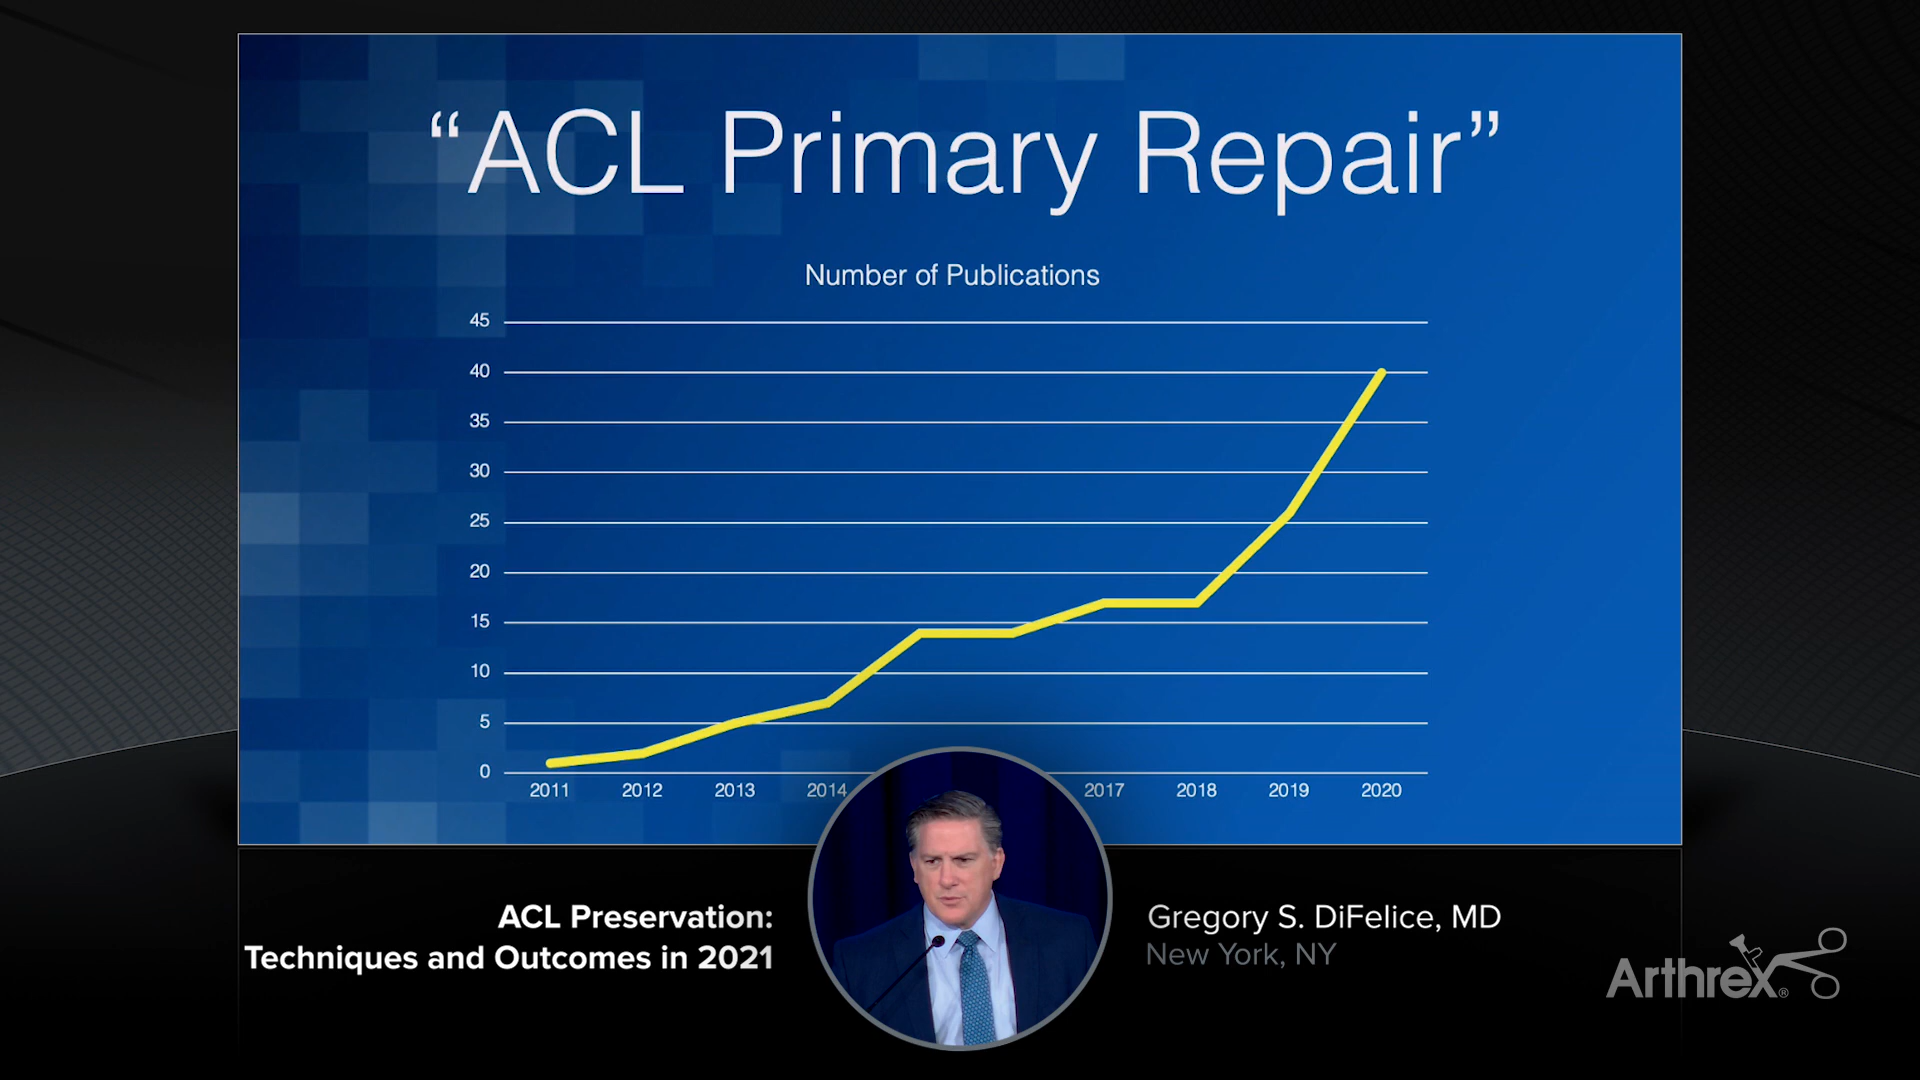 “ACL Primary Repair”
Number of Publications
45
40
35
30
25
20
15
10
5
0
2011 2012 2013 2014 2017 2018 2019 2020
ACL Preservation:
Techniques and Outcomes in 2021
Gregory S. DiFelice, MD
New York, NY
Arthrex®